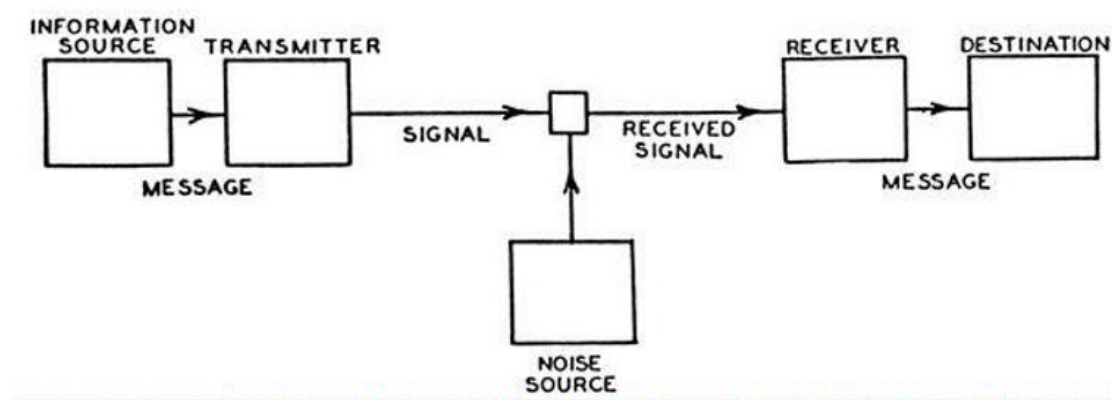 INFORMATION
SOURCE
TRANSMITTER
RECEIVER
DESTINATION
SIGNAL
RECEIVED
SIGNAL
MESSAGE
MESSAGE
NOISE
SOURCE